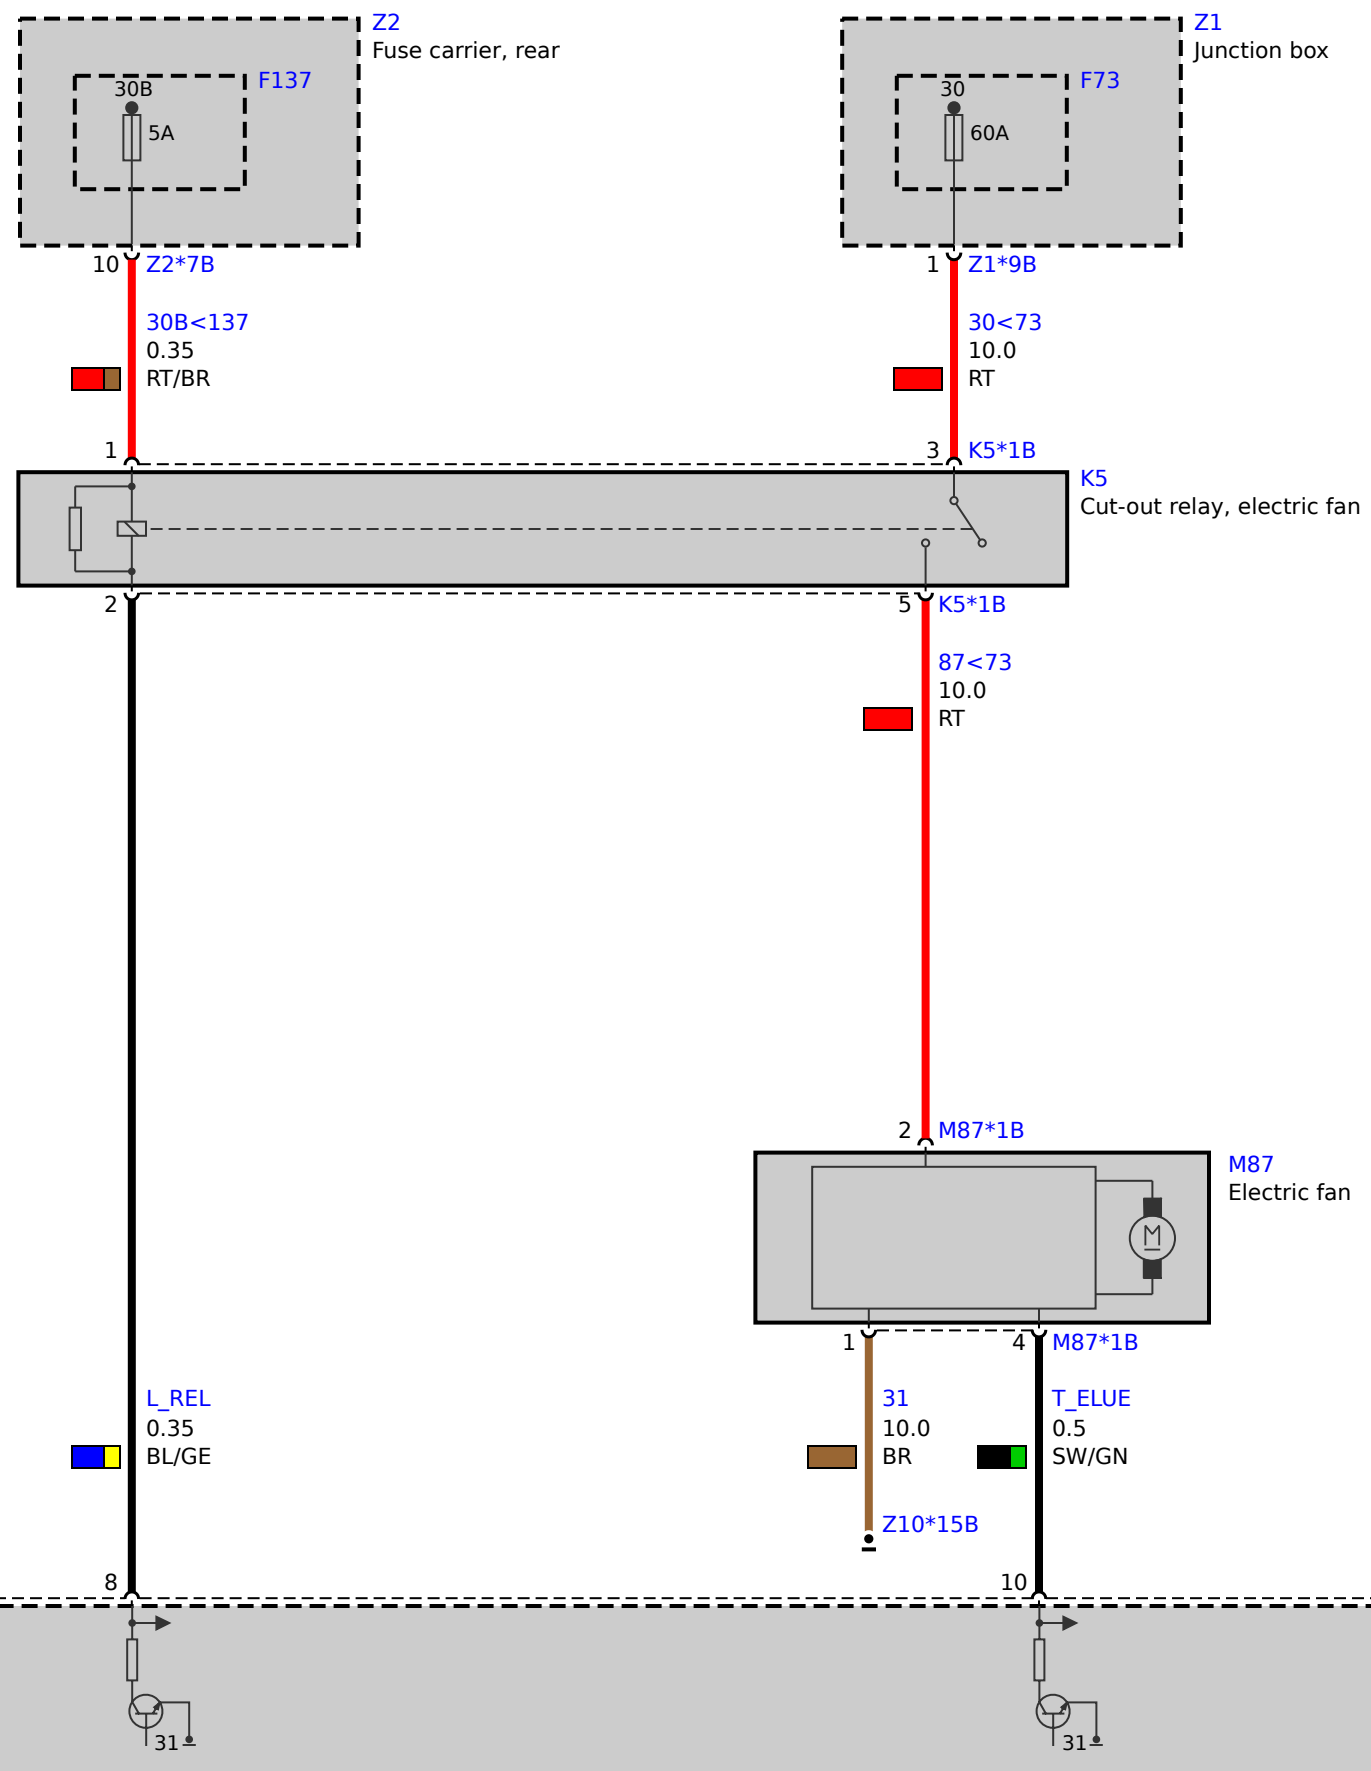 Z2
Fuse carrier, rear
Z1
Junction box
F137
30B
5A
F73
30
60A
10 Z2*7B
1 Z1*9B
30B<137
0.35
RT/BR
30<73
10.0
RT
1
3 K5*1B
K5
Cut-out relay, electric fan
2
5 K5*1B
87<73
10.0
RT
2 M87*1B
M87
Electric fan
M
1
4 M87*1B
L_REL
0.35
BL/GE
31
10.0
BR
T_ELUE
0.5
SW/GN
Z10*15B
8
10
31
31